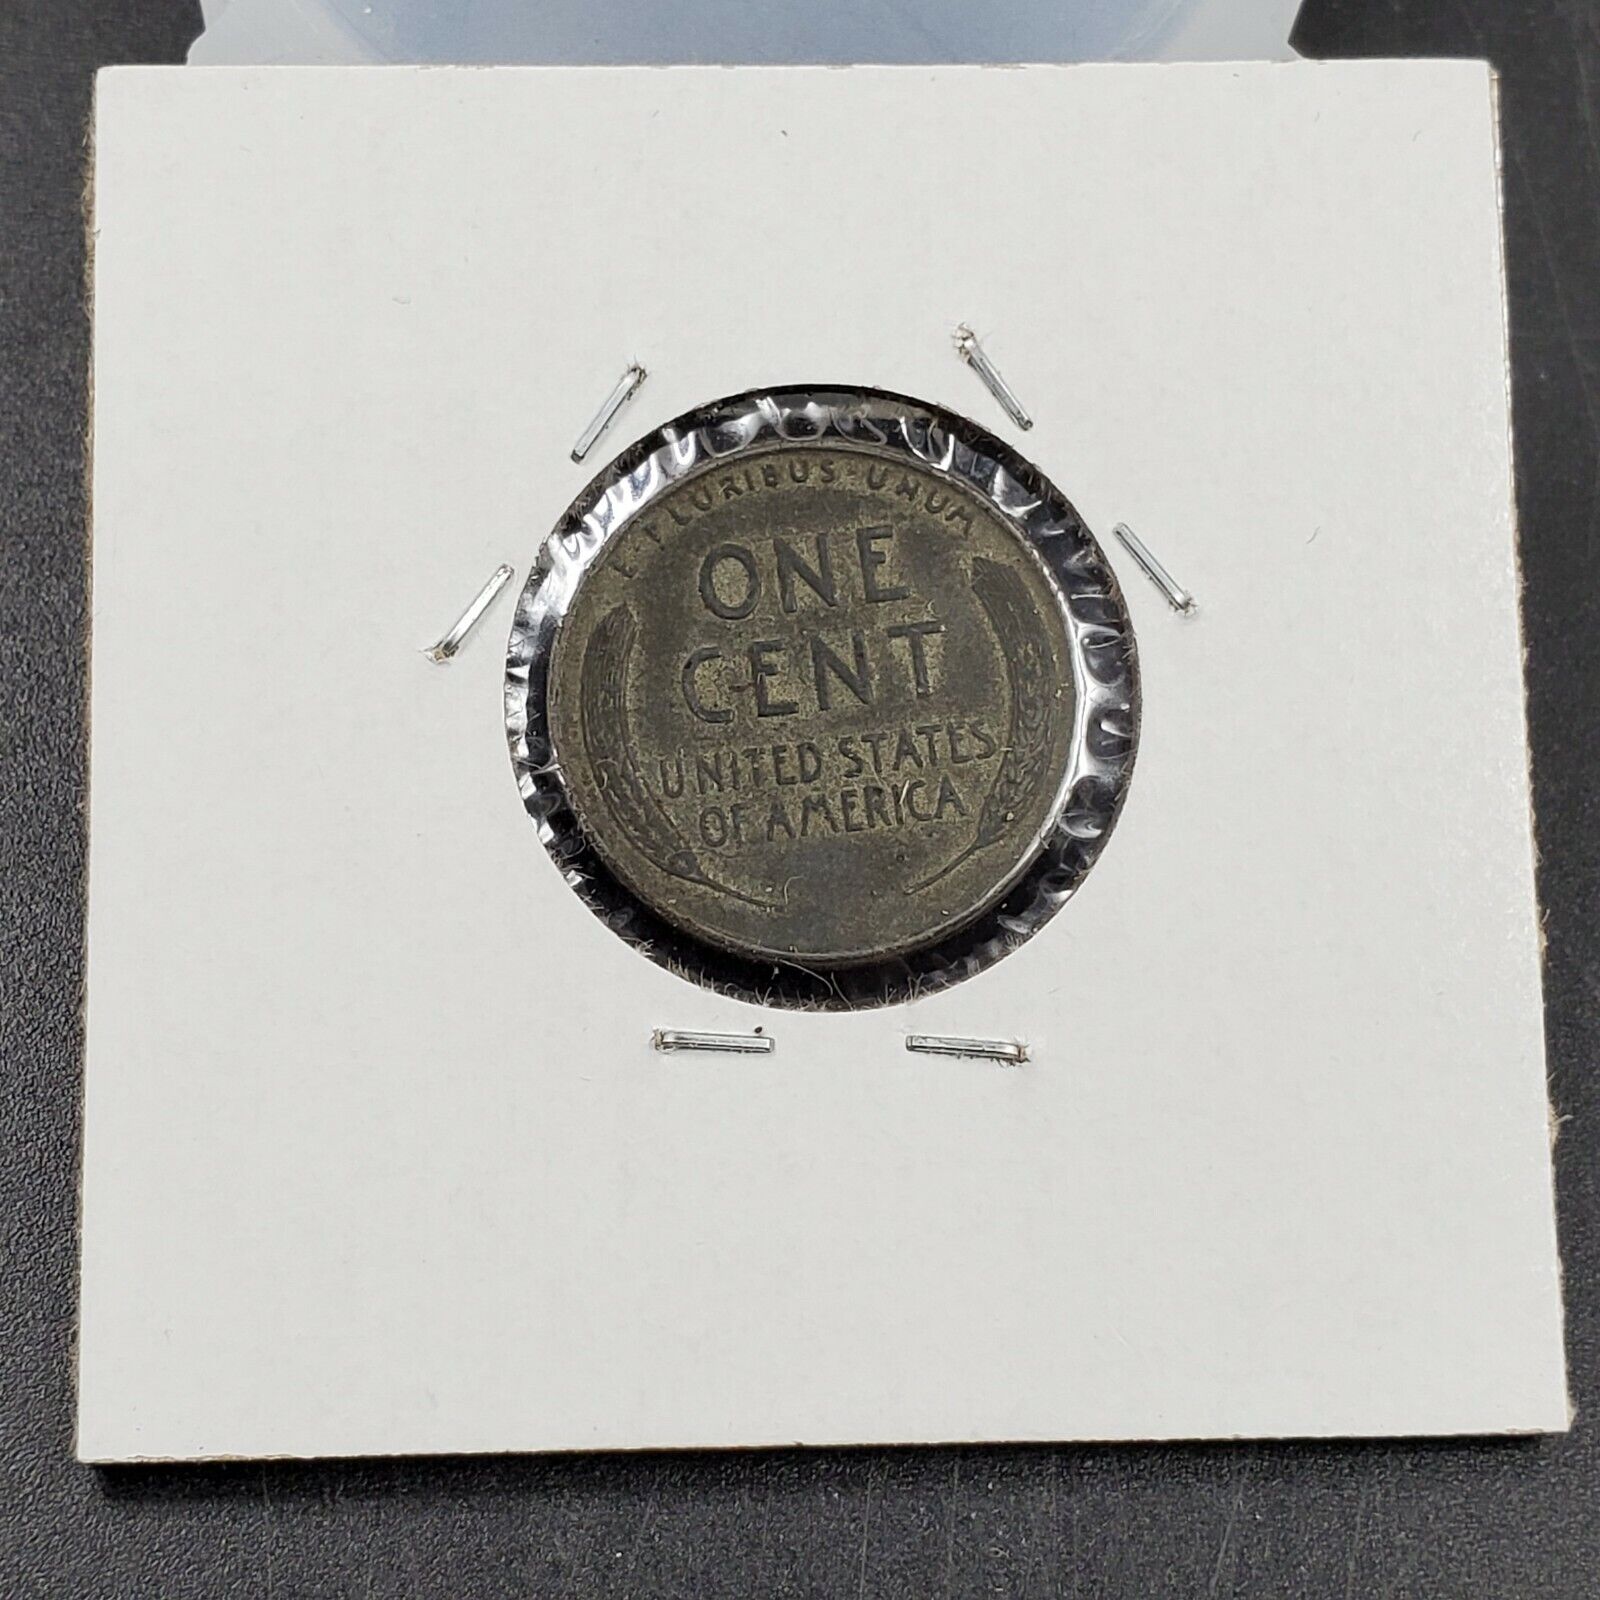 E·PLURIBUS·UNUM
ONE
CENT
UNITED STATES
OF AMERICA